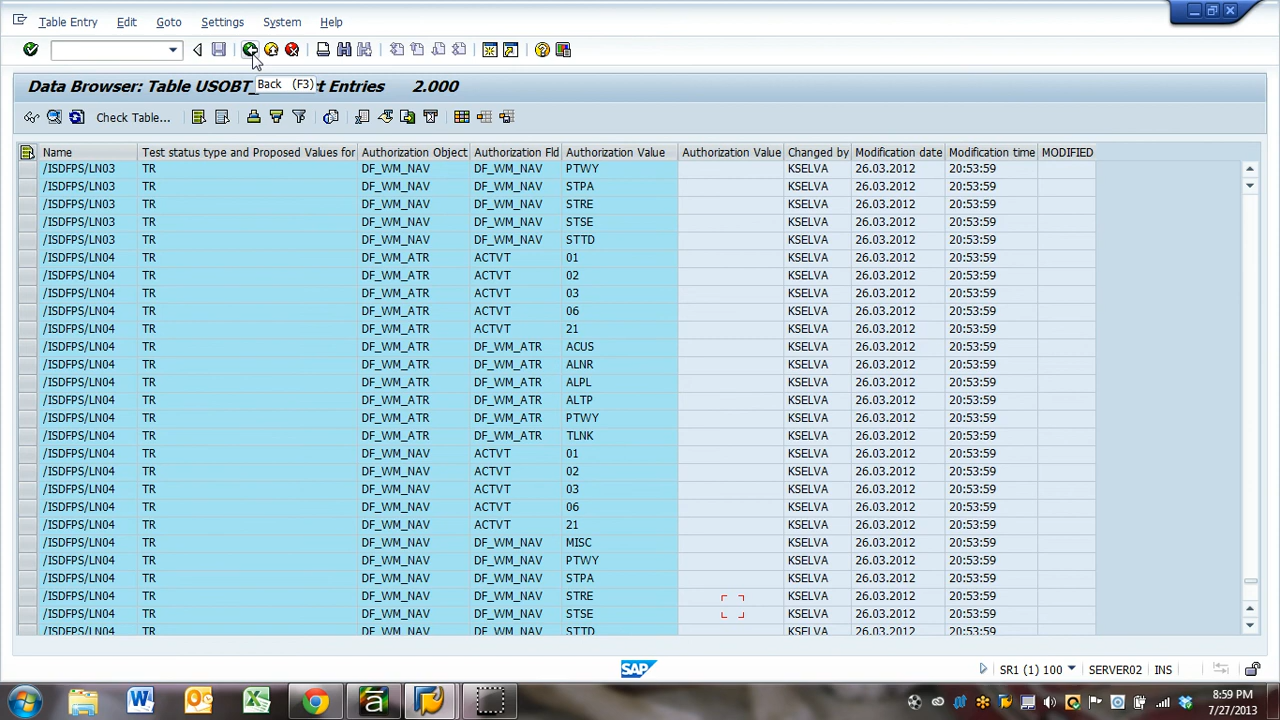 Table Entry Edit Goto Settings System Help
Back (F3)
Data Browser: Table USOBT_ t Entries 2.000
Check Table...
Name Test status type and Proposed Values for Authorization Object Authorization Fld Authorization Value Authorization Value Changed by Modification date Modification time MODIFIED
/ISDFPS/LN03 TR DF_WM_NAV DF_WM_NAV PTWY KSELVA 26.03.2012 20:53:59
/ISDFPS/LN03 TR DF_WM_NAV DF_WM_NAV STPA KSELVA 26.03.2012 20:53:59
/ISDFPS/LN03 TR DF_WM_NAV DF_WM_NAV STRE KSELVA 26.03.2012 20:53:59
/ISDFPS/LN03 TR DF_WM_NAV DF_WM_NAV STSE KSELVA 26.03.2012 20:53:59
/ISDFPS/LN03 TR DF_WM_NAV DF_WM_NAV STTD KSELVA 26.03.2012 20:53:59
/ISDFPS/LN04 TR DF_WM_ATR ACTVT 01 KSELVA 26.03.2012 20:53:59
/ISDFPS/LN04 TR DF_WM_ATR ACTVT 02 KSELVA 26.03.2012 20:53:59
/ISDFPS/LN04 TR DF_WM_ATR ACTVT 03 KSELVA 26.03.2012 20:53:59
/ISDFPS/LN04 TR DF_WM_ATR ACTVT 06 KSELVA 26.03.2012 20:53:59
/ISDFPS/LN04 TR DF_WM_ATR ACTVT 21 KSELVA 26.03.2012 20:53:59
/ISDFPS/LN04 TR DF_WM_ATR DF_WM_ATR ACUS KSELVA 26.03.2012 20:53:59
/ISDFPS/LN04 TR DF_WM_ATR DF_WM_ATR ALNR KSELVA 26.03.2012 20:53:59
/ISDFPS/LN04 TR DF_WM_ATR DF_WM_ATR ALPL KSELVA 26.03.2012 20:53:59
/ISDFPS/LN04 TR DF_WM_ATR DF_WM_ATR ALTP KSELVA 26.03.2012 20:53:59
/ISDFPS/LN04 TR DF_WM_ATR DF_WM_ATR PTWY KSELVA 26.03.2012 20:53:59
/ISDFPS/LN04 TR DF_WM_ATR DF_WM_ATR TLNK KSELVA 26.03.2012 20:53:59
/ISDFPS/LN04 TR DF_WM_NAV ACTVT 01 KSELVA 26.03.2012 20:53:59
/ISDFPS/LN04 TR DF_WM_NAV ACTVT 02 KSELVA 26.03.2012 20:53:59
/ISDFPS/LN04 TR DF_WM_NAV ACTVT 03 KSELVA 26.03.2012 20:53:59
/ISDFPS/LN04 TR DF_WM_NAV ACTVT 06 KSELVA 26.03.2012 20:53:59
/ISDFPS/LN04 TR DF_WM_NAV ACTVT 21 KSELVA 26.03.2012 20:53:59
/ISDFPS/LN04 TR DF_WM_NAV DF_WM_NAV MISC KSELVA 26.03.2012 20:53:59
/ISDFPS/LN04 TR DF_WM_NAV DF_WM_NAV PTWY KSELVA 26.03.2012 20:53:59
/ISDFPS/LN04 TR DF_WM_NAV DF_WM_NAV STPA KSELVA 26.03.2012 20:53:59
/ISDFPS/LN04 TR DF_WM_NAV DF_WM_NAV STRE KSELVA 26.03.2012 20:53:59
/ISDFPS/LN04 TR DF_WM_NAV DF_WM_NAV STSE KSELVA 26.03.2012 20:53:59
/ISDFPS/LN04 TR DF_WM_NAV DF_WM_NAV STTD KSELVA 26.03.2012 20:53:59
SAP SR1 (1) 100 SERVER02 INS
8:59 PM
7/27/2013